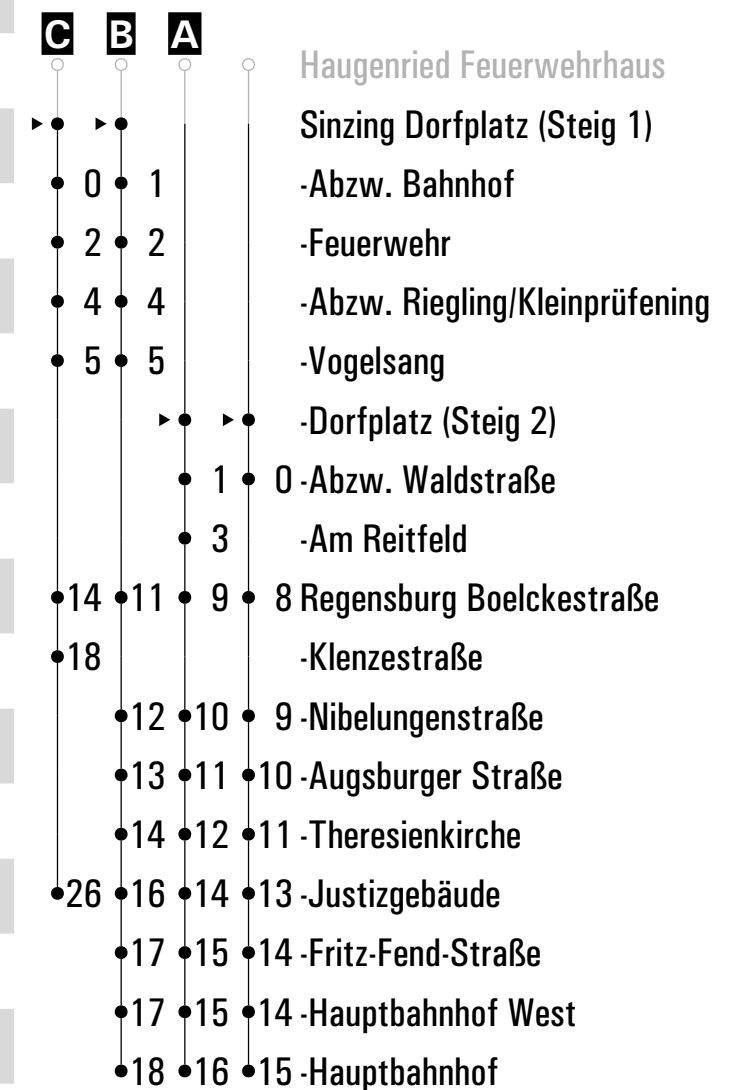 C B A
Haugenried Feuerwehrhaus
Sinzing Dorfplatz (Steig 1)
0 1 -Abzw. Bahnhof
2 2 -Feuerwehr
4 4 -Abzw. Riegling/Kleinprüfening
5 5 -Vogelsang
-Dorfplatz (Steig 2)
1 0 -Abzw. Waldstraße
3 -Am Reitfeld
14 11 9 8 Regensburg Boelckestraße
18 -Klenzestraße
12 10 9 -Nibelungenstraße
13 11 10 -Augsburger Straße
14 12 11 -Theresienkirche
26 16 14 13 -Justizgebäude
17 15 14 -Fritz-Fend-Straße
17 15 14 -Hauptbahnhof West
18 16 15 -Hauptbahnhof